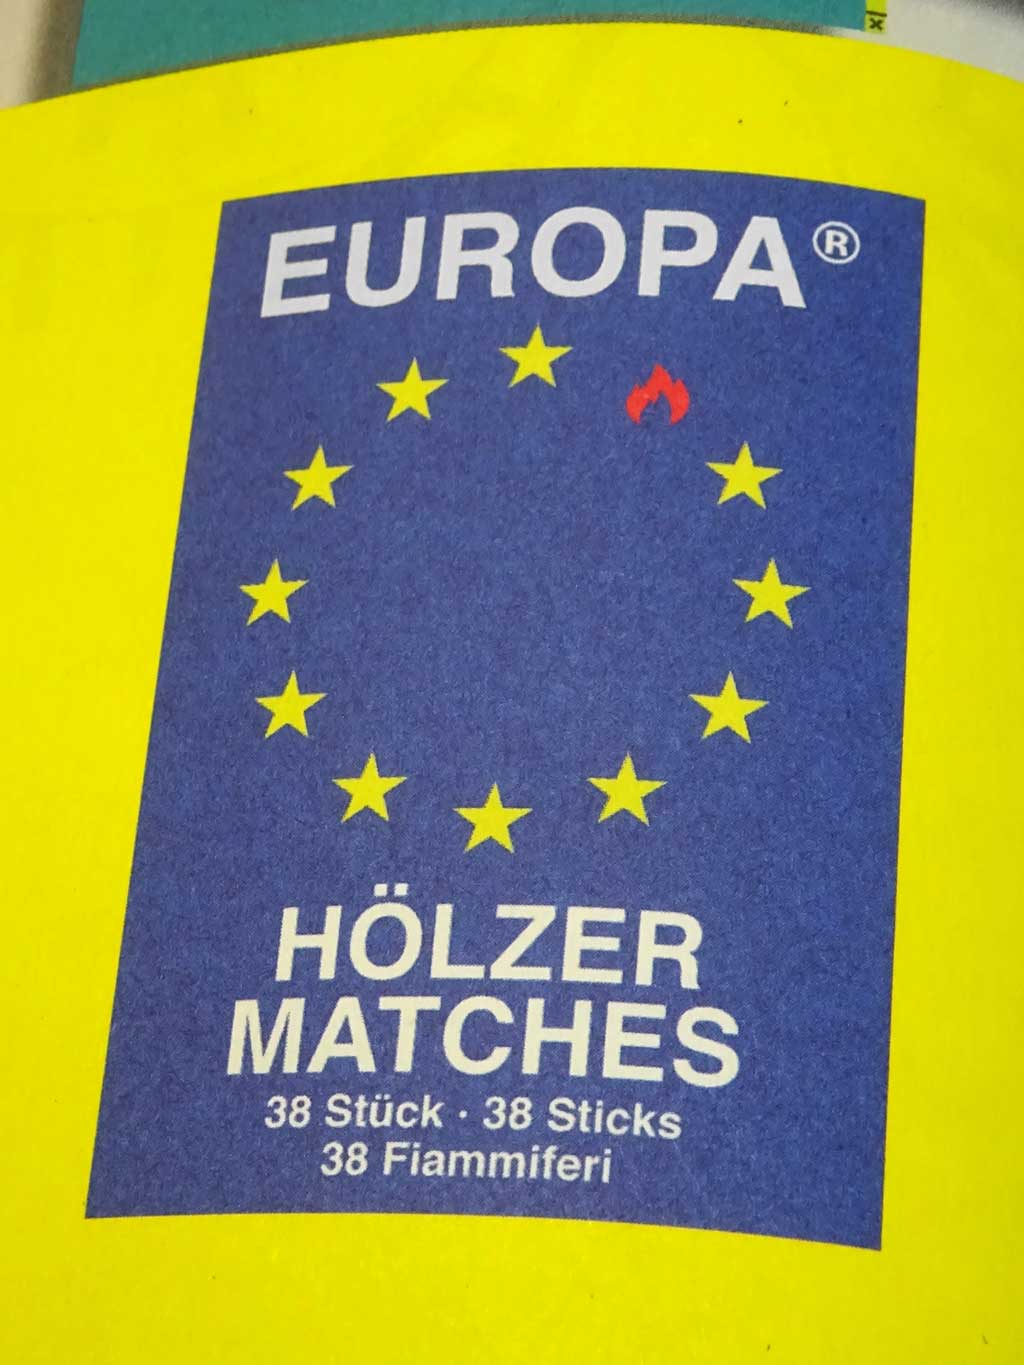 EUROPA®
HÖLZER
MATCHES
38 Stück · 38 Sticks
38 Fiammiferi